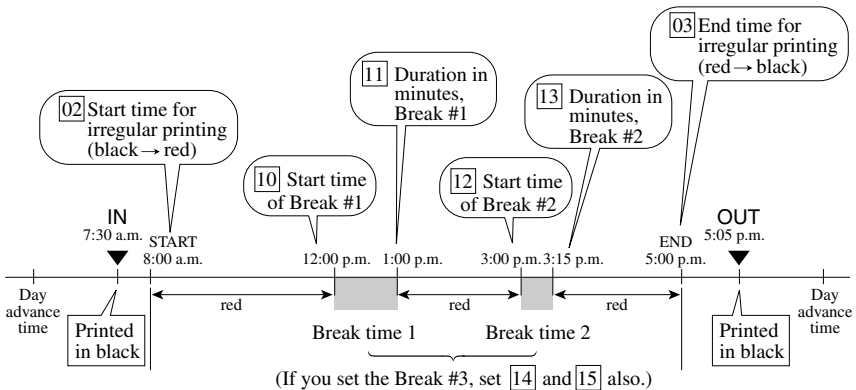 03 End time for
irregular printing
(red → black)
11 Duration in
minutes,
Break #1
13 Duration in
minutes,
Break #2
02 Start time for
irregular printing
(black → red)
10 Start time
of Break #1
12 Start time
of Break #2
IN
7:30 a.m.
OUT
5:05 p.m.
START
8:00 a.m.
12:00 p.m.
1:00 p.m.
3:00 p.m.
3:15 p.m.
END
5:00 p.m.
Day
advance
time
Printed
in black
red
red
red
Printed
in black
Day
advance
time
Break time 1
Break time 2
(If you set the Break #3, set 14 and 15 also.)